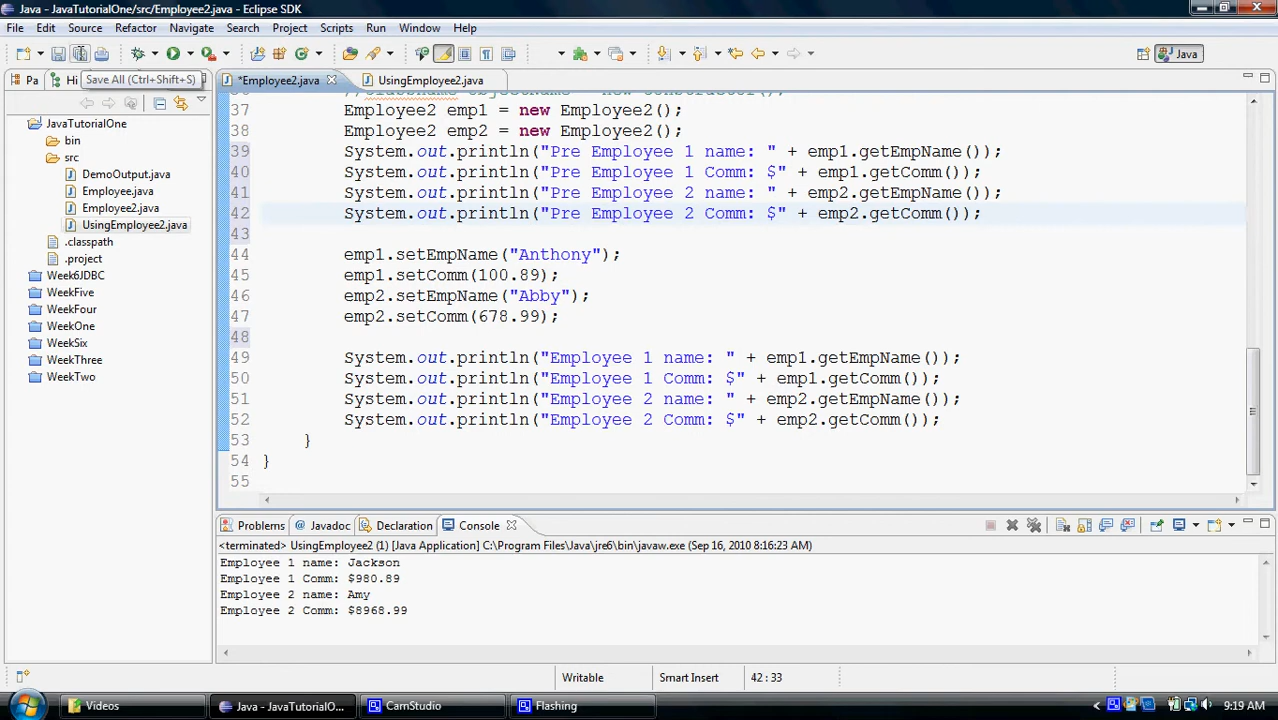 Java - JavaTutorialOne/src/Employee2.java - Eclipse SDK
File Edit Source Refactor Navigate Search Project Scripts Run Window Help
Java
Pa Hi Save All (Ctrl+Shift+S) *Employee2.java UsingEmployee2.java
JavaTutorialOne
bin
src
DemoOutput.java
Employee.java
Employee2.java
UsingEmployee2.java
.classpath
.project
Week6JDBC
WeekFive
WeekFour
WeekOne
WeekSix
WeekThree
WeekTwo
37 Employee2 emp1 = new Employee2();
38 Employee2 emp2 = new Employee2();
39 System.out.println("Pre Employee 1 name: " + emp1.getEmpName());
40 System.out.println("Pre Employee 1 Comm: $" + emp1.getComm());
41 System.out.println("Pre Employee 2 name: " + emp2.getEmpName());
42 System.out.println("Pre Employee 2 Comm: $" + emp2.getComm());
43
44 emp1.setEmpName("Anthony");
45 emp1.setComm(100.89);
46 emp2.setEmpName("Abby");
47 emp2.setComm(678.99);
48
49 System.out.println("Employee 1 name: " + emp1.getEmpName());
50 System.out.println("Employee 1 Comm: $" + emp1.getComm());
51 System.out.println("Employee 2 name: " + emp2.getEmpName());
52 System.out.println("Employee 2 Comm: $" + emp2.getComm());
53 }
54 }
55
Problems @ Javadoc Declaration Console
<terminated> UsingEmployee2 (1) [Java Application] C:\Program Files\Java\jre6\bin\javaw.exe (Sep 16, 2010 8:16:23 AM)
Employee 1 name: Jackson
Employee 1 Comm: $980.89
Employee 2 name: Amy
Employee 2 Comm: $8968.99
Writable Smart Insert 42 : 33
Videos Java - JavaTutorialO... CamStudio Flashing 9:19 AM